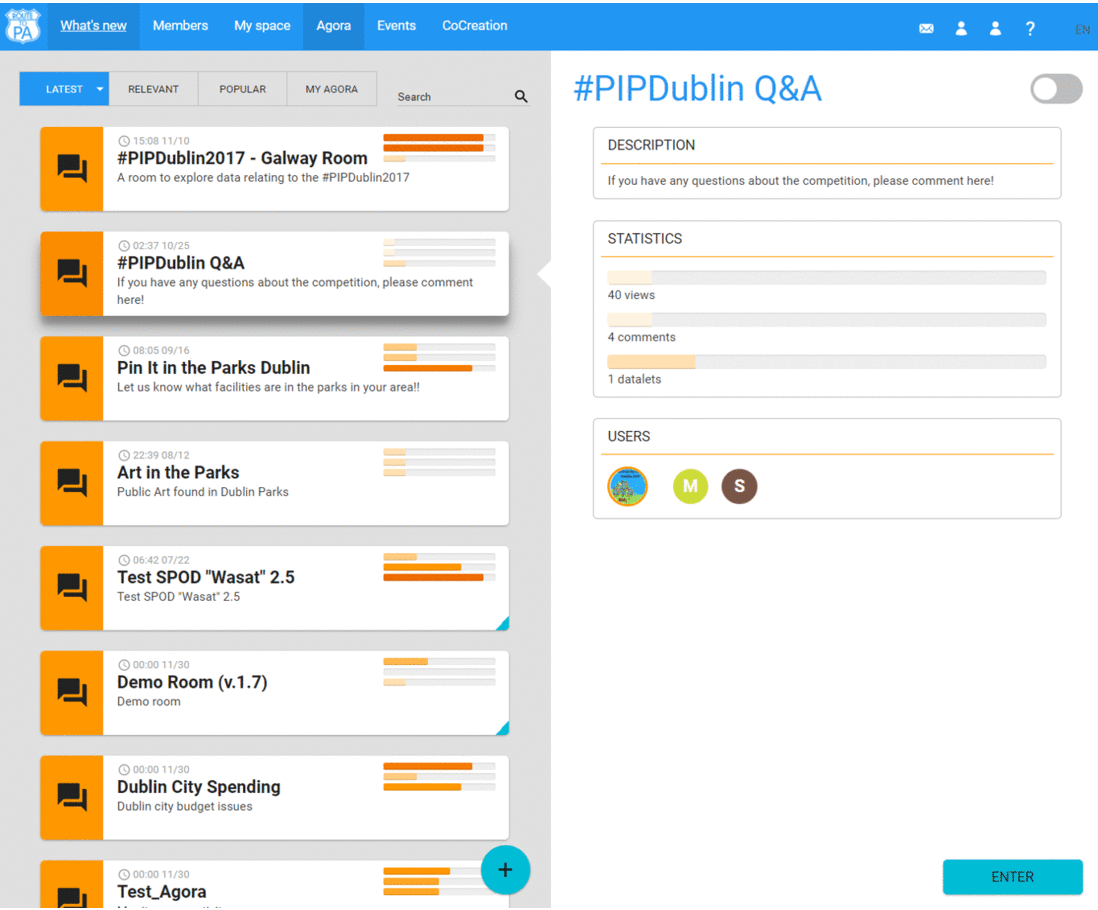 ROUTE
TO
PA
What's new
Members
My space
Agora
Events
CoCreation
?
EN
LATEST
RELEVANT
POPULAR
MY AGORA
Search
15:08 11/10
#PIPDublin2017 - Galway Room
A room to explore data relating to the #PIPDublin2017
02:37 10/25
#PIPDublin Q&A
If you have any questions about the competition, please comment
here!
08:05 09/16
Pin It in the Parks Dublin
Let us know what facilities are in the parks in your area!!
22:39 08/12
Art in the Parks
Public Art found in Dublin Parks
06:42 07/22
Test SPOD "Wasat" 2.5
Test SPOD "Wasat" 2.5
00:00 11/30
Demo Room (v.1.7)
Demo room
00:00 11/30
Dublin City Spending
Dublin city budget issues
00:00 11/30
Test_Agora
+
#PIPDublin Q&A
DESCRIPTION
If you have any questions about the competition, please comment here!
STATISTICS
40 views
4 comments
1 datalets
USERS
M
S
ENTER